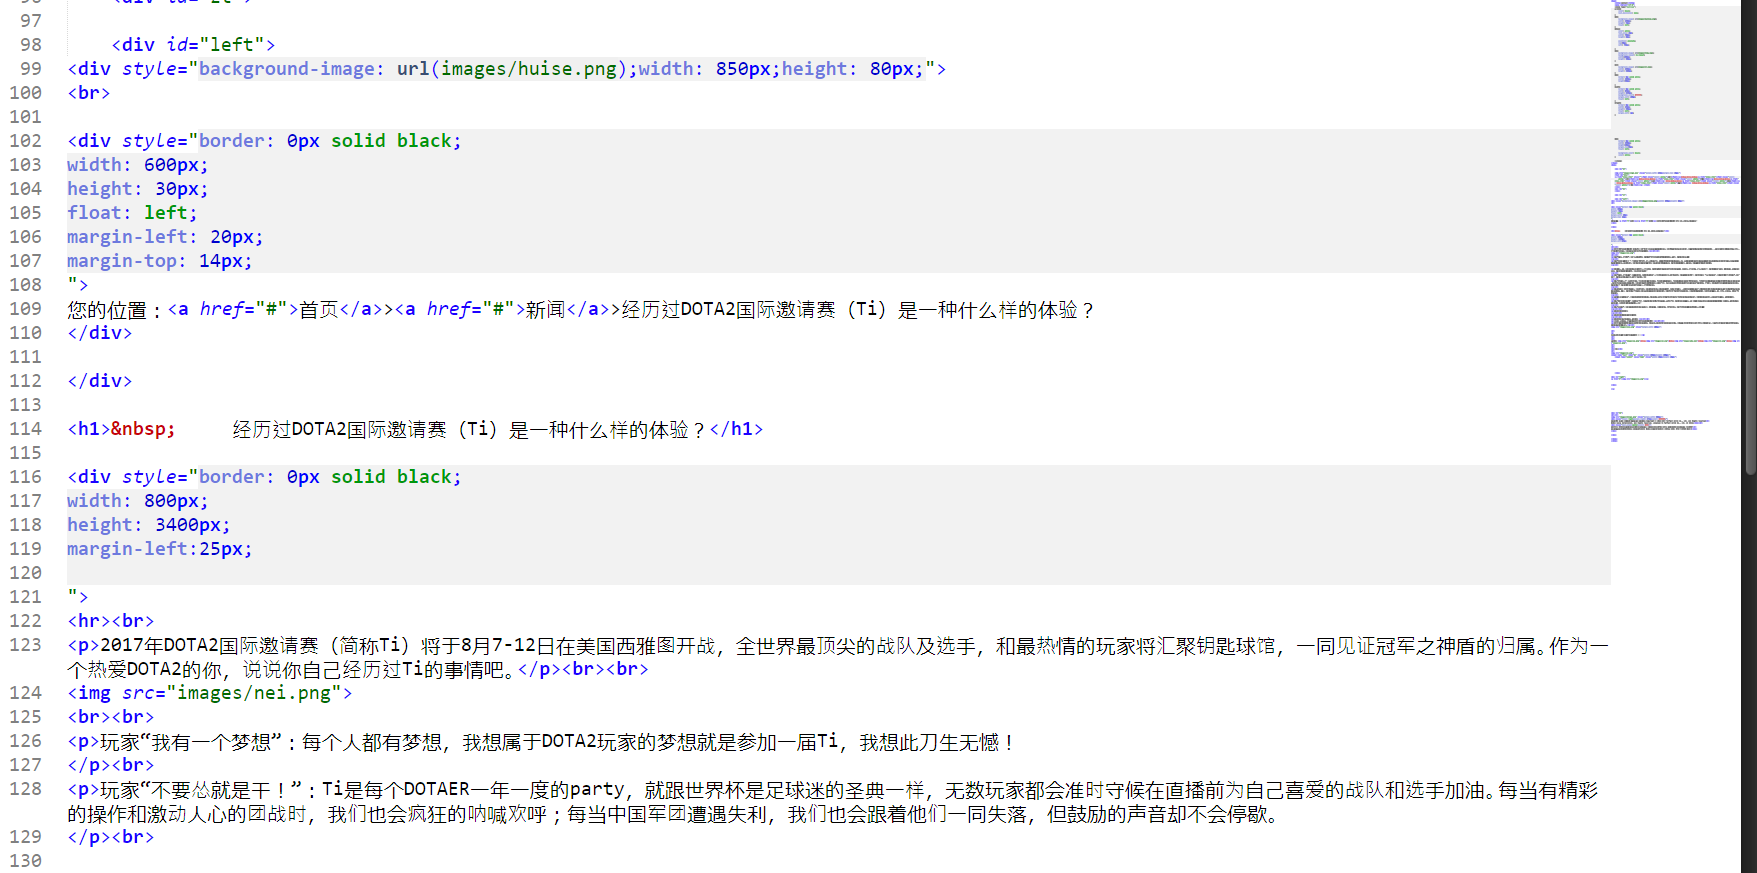 97
98 <div id="left">
99 <div style="background-image: url(images/huise.png);width: 850px;height: 80px;">
100 <br>
101
102 <div style="border: 0px solid black;
103 width: 600px;
104 height: 30px;
105 float: left;
106 margin-left: 20px;
107 margin-top: 14px;
108 ">
109 您的位置：<a href="#">首页</a>><a href="#">新闻</a>>经历过DOTA2国际邀请赛（Ti）是一种什么样的体验？
110 </div>
111
112 </div>
113
114 <h1>&nbsp; 经历过DOTA2国际邀请赛（Ti）是一种什么样的体验？</h1>
115
116 <div style="border: 0px solid black;
117 width: 800px;
118 height: 3400px;
119 margin-left:25px;
120
121 ">
122 <hr><br>
123 <p>2017年DOTA2国际邀请赛（简称Ti）将于8月7-12日在美国西雅图开战，全世界最顶尖的战队及选手，和最热情的玩家将汇聚钥匙球馆，一同见证冠军之神盾的归属。作为一
个热爱DOTA2的你，说说你自己经历过Ti的事情吧。</p><br><br>
124 <img src="images/nei.png">
125 <br><br>
126 <p>玩家“我有一个梦想”：每个人都有梦想，我想属于DOTA2玩家的梦想就是参加一届Ti，我想此刀生无憾！
127 </p><br>
128 <p>玩家“不要怂就是干！”：Ti是每个DOTAER一年一度的party，就跟世界杯是足球迷的圣典一样，无数玩家都会准时守候在直播前为自己喜爱的战队和选手加油。每当有精彩
的操作和激动人心的团战时，我们也会疯狂的呐喊欢呼；每当中国军团遭遇失利，我们也会跟着他们一同失落，但鼓励的声音却不会停歇。
129 </p><br>
130